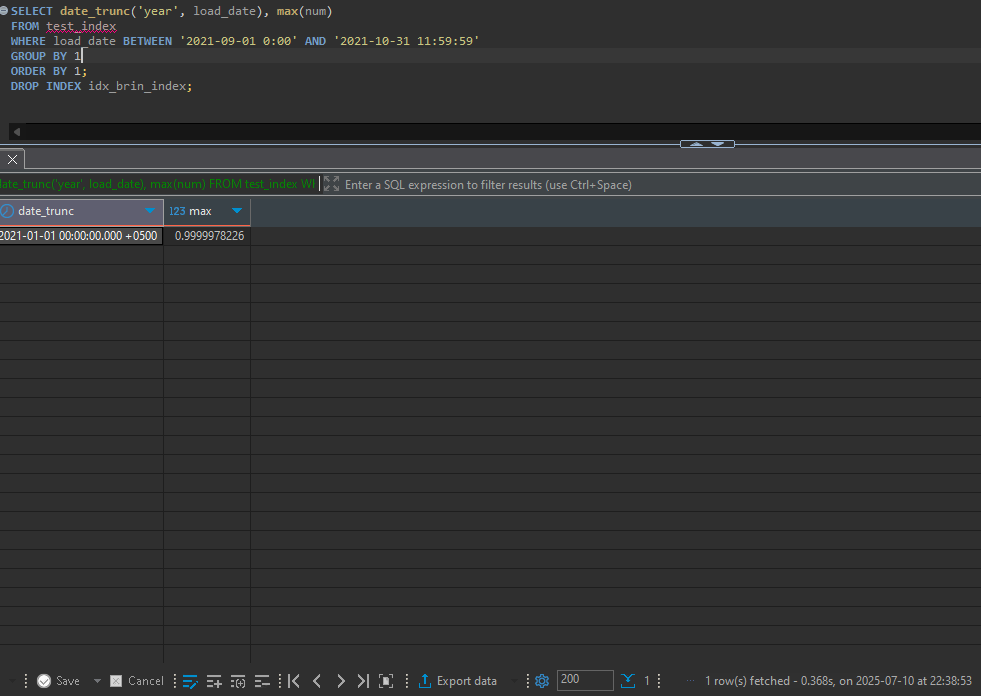 SELECT date_trunc('year', load_date), max(num)
FROM test_index
WHERE load_date BETWEEN '2021-09-01 0:00' AND '2021-10-31 11:59:59'
GROUP BY 1
ORDER BY 1;
DROP INDEX idx_brin_index;
date_trunc('year', load_date), max(num) FROM test_index WI Enter a SQL expression to filter results (use Ctrl+Space)
date_trunc 123 max
2021-01-01 00:00:00.000 +0500 0.9999978226
Save Cancel Export data 200 1 1 row(s) fetched - 0.368s, on 2025-07-10 at 22:38:53